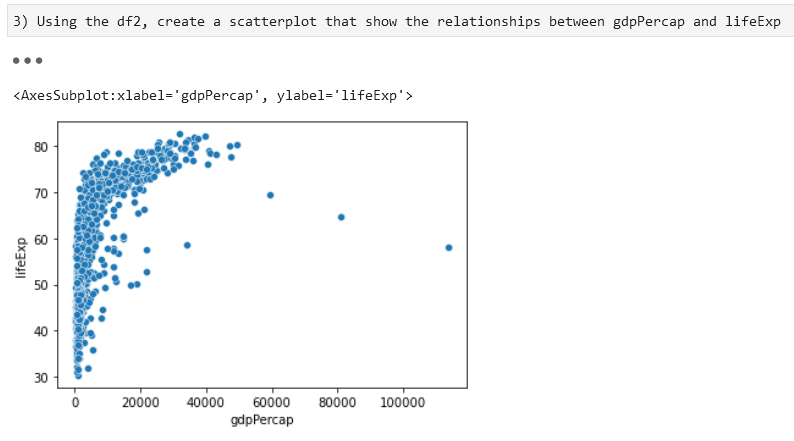 3) Using the df2, create a scatterplot that show the relationships between gdpPercap and lifeExp
<AxesSubplot:xlabel='gdpPercap', ylabel='lifeExp'>
80
70
60
50
40
30
lifeExp
0 20000 40000 60000 80000 100000
gdpPercap